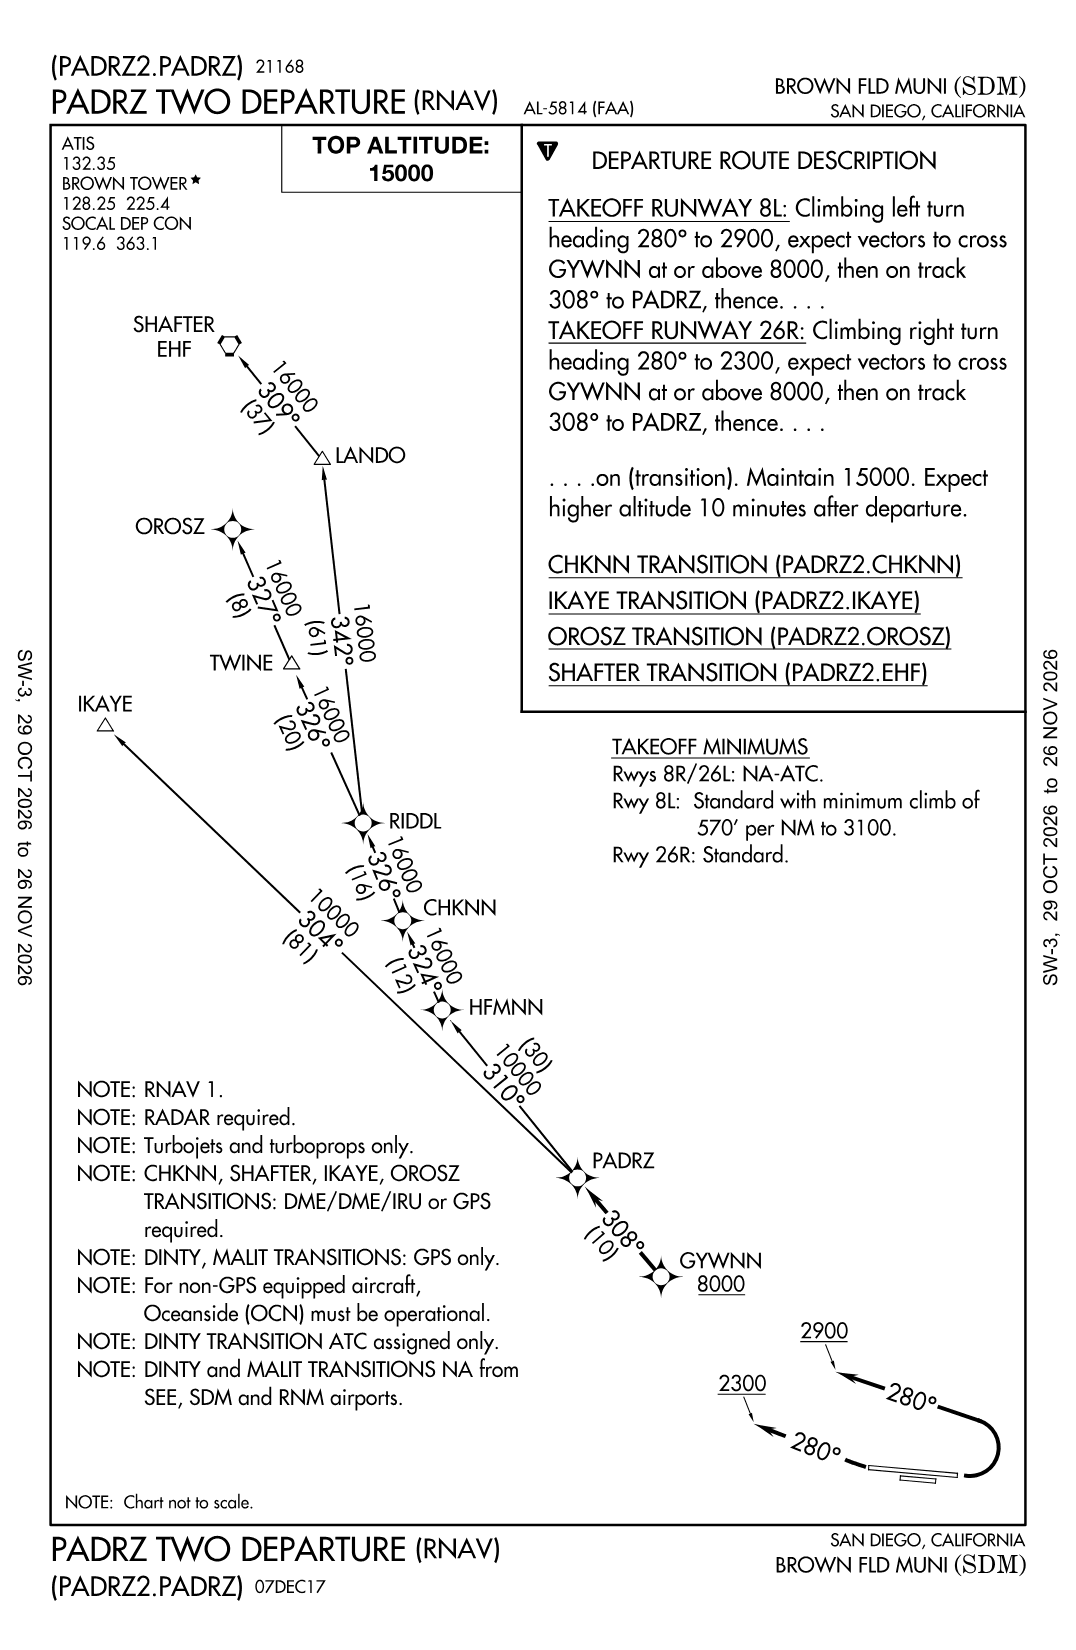 (PADRZ2.PADRZ) 21168
PADRZ TWO DEPARTURE (RNAV)
AL-5814 (FAA)
BROWN FLD MUNI (SDM)
SAN DIEGO, CALIFORNIA
ATIS
132.35
BROWN TOWER ★
128.25 225.4
SOCAL DEP CON
119.6 363.1
TOP ALTITUDE:
15000
T
DEPARTURE ROUTE DESCRIPTION
TAKEOFF RUNWAY 8L: Climbing left turn
heading 280° to 2900, expect vectors to cross
GYWNN at or above 8000, then on track
308° to PADRZ, thence. . . .
TAKEOFF RUNWAY 26R: Climbing right turn
heading 280° to 2300, expect vectors to cross
GYWNN at or above 8000, then on track
308° to PADRZ, thence. . . .
. . . .on (transition). Maintain 15000. Expect
higher altitude 10 minutes after departure.
CHKNN TRANSITION (PADRZ2.CHKNN)
IKAYE TRANSITION (PADRZ2.IKAYE)
OROSZ TRANSITION (PADRZ2.OROSZ)
SHAFTER TRANSITION (PADRZ2.EHF)
TAKEOFF MINIMUMS
Rwys 8R/26L: NA-ATC.
Rwy 8L: Standard with minimum climb of
570' per NM to 3100.
Rwy 26R: Standard.
SHAFTER
EHF
16000
309°
(37)
LANDO
OROSZ
16000
327°
(8)
16000
342°
(61)
TWINE
IKAYE
16000
326°
(20)
RIDDL
16000
326°
(16)
CHKNN
10000
304°
(81)
16000
324°
(12)
HFMNN
(30)
10000
310°
PADRZ
308°
(10)
GYWNN
8000
2900
280°
2300
280°
NOTE: RNAV 1.
NOTE: RADAR required.
NOTE: Turbojets and turboprops only.
NOTE: CHKNN, SHAFTER, IKAYE, OROSZ
TRANSITIONS: DME/DME/IRU or GPS
required.
NOTE: DINTY, MALIT TRANSITIONS: GPS only.
NOTE: For non-GPS equipped aircraft,
Oceanside (OCN) must be operational.
NOTE: DINTY TRANSITION ATC assigned only.
NOTE: DINTY and MALIT TRANSITIONS NA from
SEE, SDM and RNM airports.
NOTE: Chart not to scale.
SW-3, 29 OCT 2026 to 26 NOV 2026
SW-3, 29 OCT 2026 to 26 NOV 2026
PADRZ TWO DEPARTURE (RNAV)
(PADRZ2.PADRZ) 07DEC17
SAN DIEGO, CALIFORNIA
BROWN FLD MUNI (SDM)